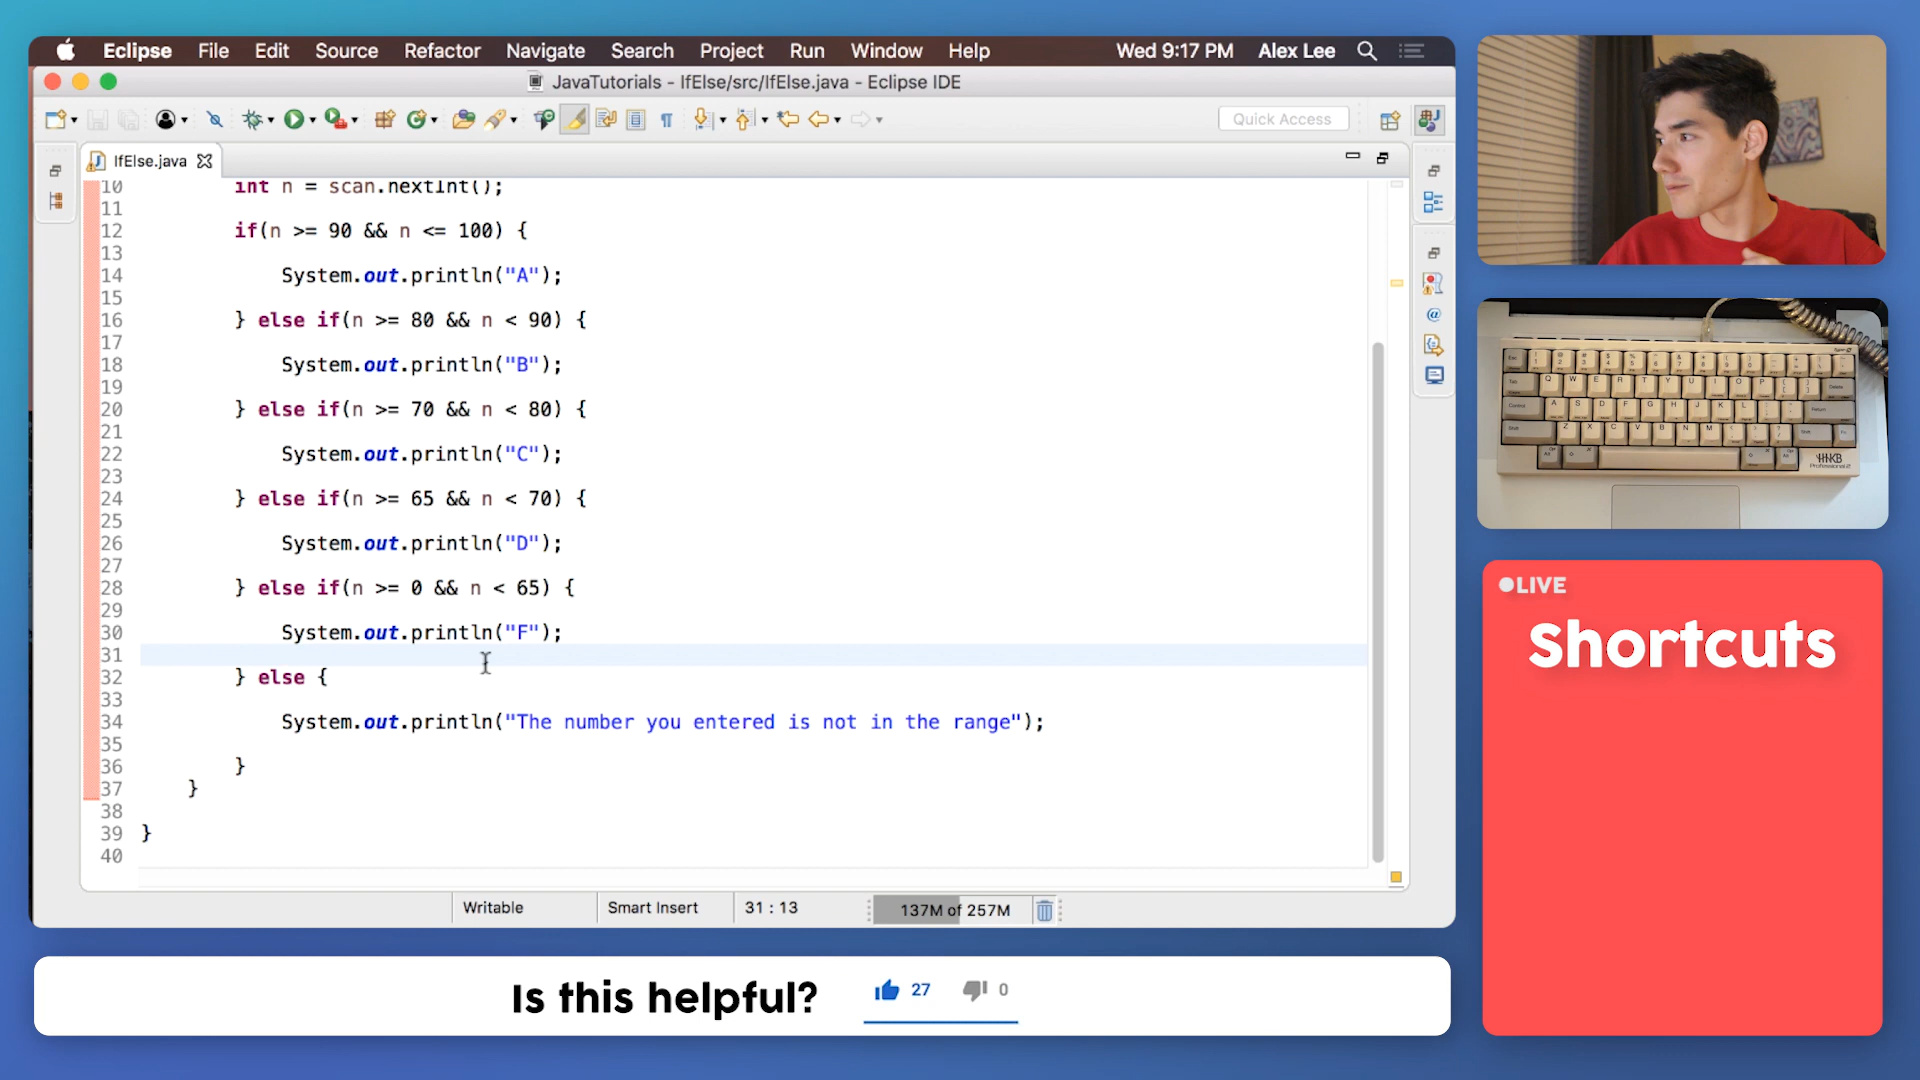 Eclipse File Edit Source Refactor Navigate Search Project Run Window Help Wed 9:17 PM Alex Lee
JavaTutorials - IfElse/src/IfElse.java - Eclipse IDE
Quick Access
IfElse.java
10 int n = scan.nextInt();
11
12 if(n >= 90 && n <= 100) {
13
14 System.out.println("A");
15
16 } else if(n >= 80 && n < 90) {
17
18 System.out.println("B");
19
20 } else if(n >= 70 && n < 80) {
21
22 System.out.println("C");
23
24 } else if(n >= 65 && n < 70) {
25
26 System.out.println("D");
27
28 } else if(n >= 0 && n < 65) {
29
30 System.out.println("F");
31
32 } else {
33
34 System.out.println("The number you entered is not in the range");
35
36 }
37 }
38
39 }
40
Writable Smart Insert 31 : 13 137M of 257M
Is this helpful? 27 0
Q W E R T Y U I O P
A S D F G H J K L
Z X C V B N M
HHKB
Professional 2
LIVE
Shortcuts